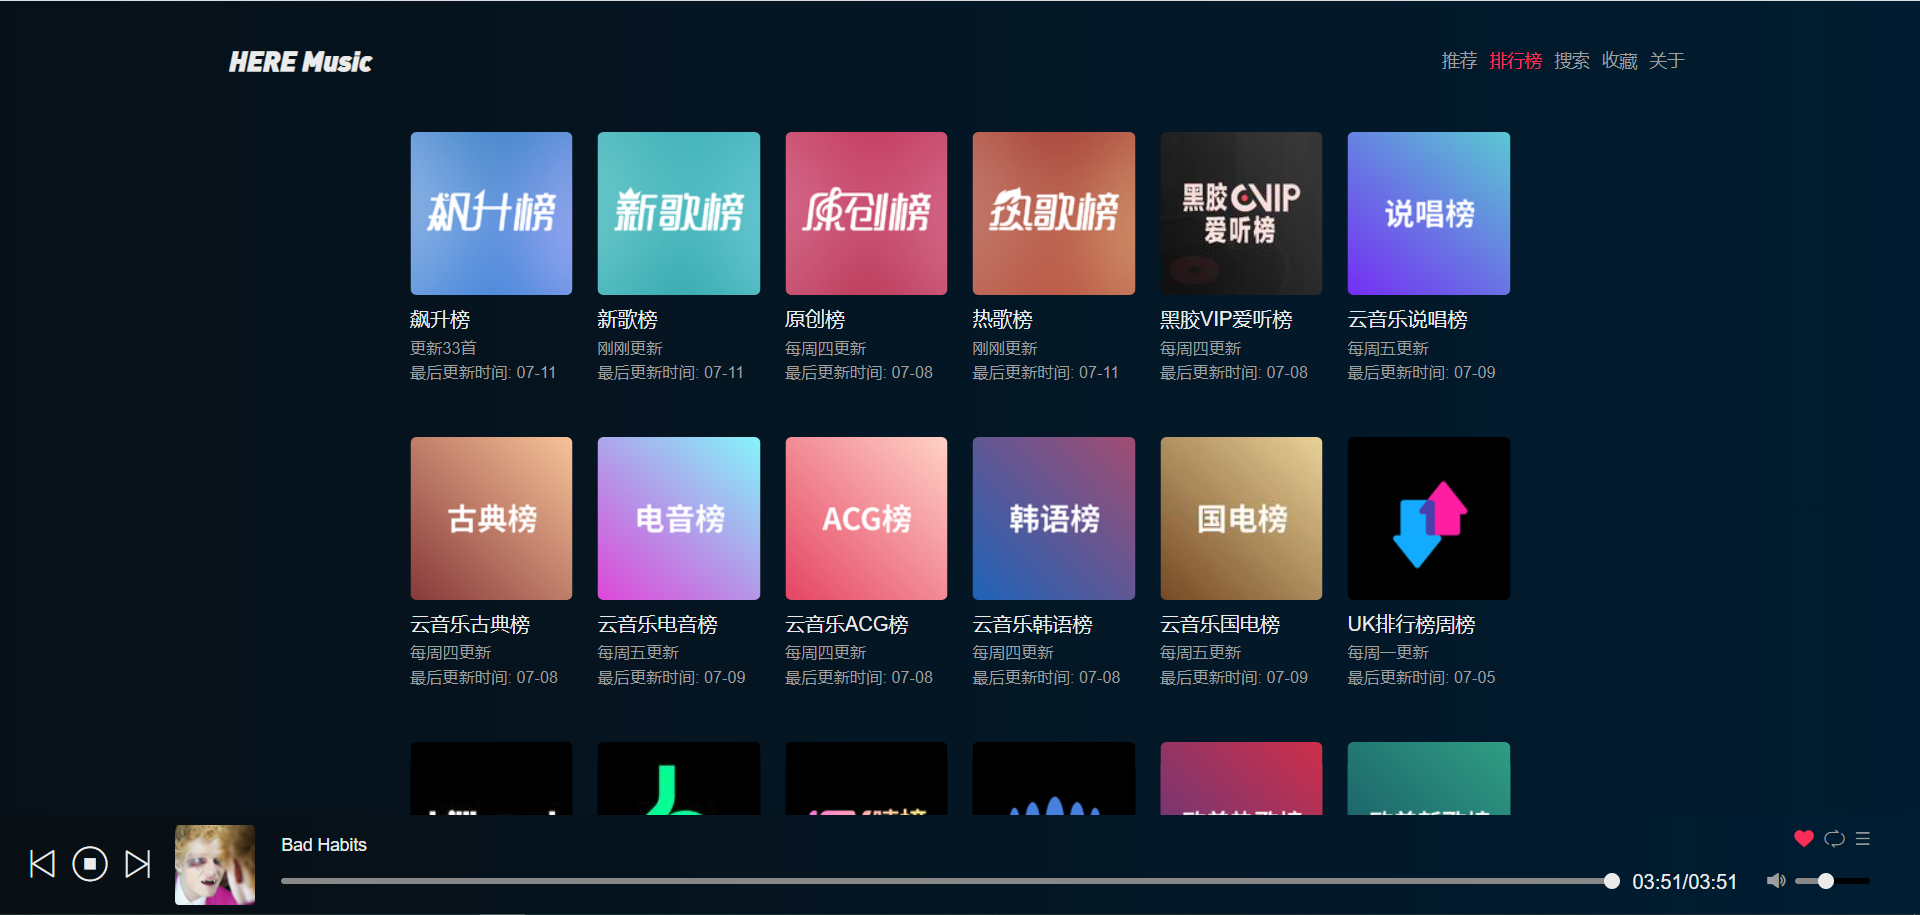 HERE Music
推荐 排行榜 搜索 收藏 关于
飙升榜 新歌榜 原创榜 热歌榜 黑胶VIP 说唱榜
爱听榜
飙升榜 新歌榜 原创榜 热歌榜 黑胶VIP爱听榜 云音乐说唱榜
更新33首 刚刚更新 每周四更新 刚刚更新 每周四更新 每周五更新
最后更新时间: 07-11 最后更新时间: 07-11 最后更新时间: 07-08 最后更新时间: 07-11 最后更新时间: 07-08 最后更新时间: 07-09
古典榜 电音榜 ACG榜 韩语榜 国电榜
云音乐古典榜 云音乐电音榜 云音乐ACG榜 云音乐韩语榜 云音乐国电榜 UK排行榜周榜
每周四更新 每周五更新 每周四更新 每周四更新 每周五更新 每周一更新
最后更新时间: 07-08 最后更新时间: 07-09 最后更新时间: 07-08 最后更新时间: 07-08 最后更新时间: 07-09 最后更新时间: 07-05
Bad Habits
03:51/03:51